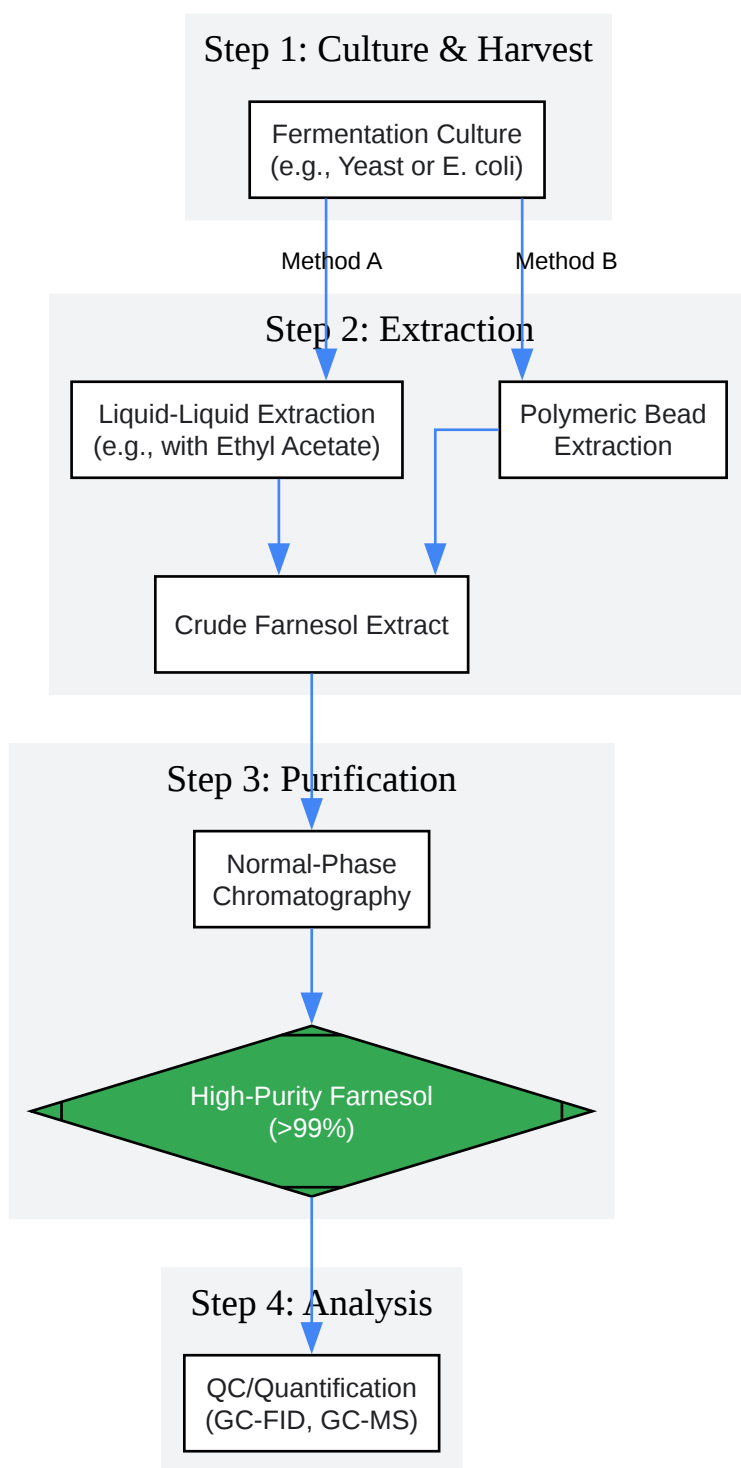 Step 1: Culture & Harvest
Fermentation Culture
(e.g., Yeast or E. coli)
Method A
Method B
Step 2: Extraction
Liquid-Liquid Extraction
(e.g., with Ethyl Acetate)
Polymeric Bead
Extraction
Crude Farnesol Extract
Step 3: Purification
Normal-Phase
Chromatography
High-Purity Farnesol
(>99%)
Step 4: Analysis
QC/Quantification
(GC-FID, GC-MS)